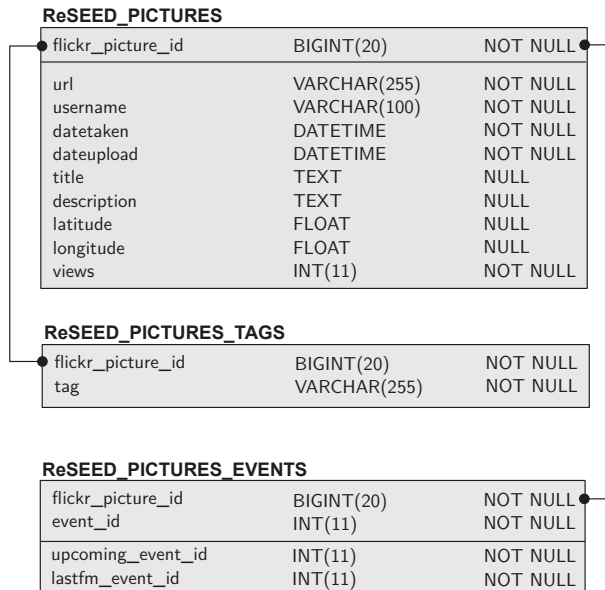 ReSEED_PICTURES
flickr_picture_id BIGINT(20) NOT NULL
url VARCHAR(255) NOT NULL
username VARCHAR(100) NOT NULL
datetaken DATETIME NOT NULL
dateupload DATETIME NOT NULL
title TEXT NULL
description TEXT NULL
latitude FLOAT NULL
longitude FLOAT NULL
views INT(11) NOT NULL
ReSEED_PICTURES_TAGS
flickr_picture_id BIGINT(20) NOT NULL
tag VARCHAR(255) NOT NULL
ReSEED_PICTURES_EVENTS
flickr_picture_id BIGINT(20) NOT NULL
event_id INT(11) NOT NULL
upcoming_event_id INT(11) NOT NULL
lastfm_event_id INT(11) NOT NULL